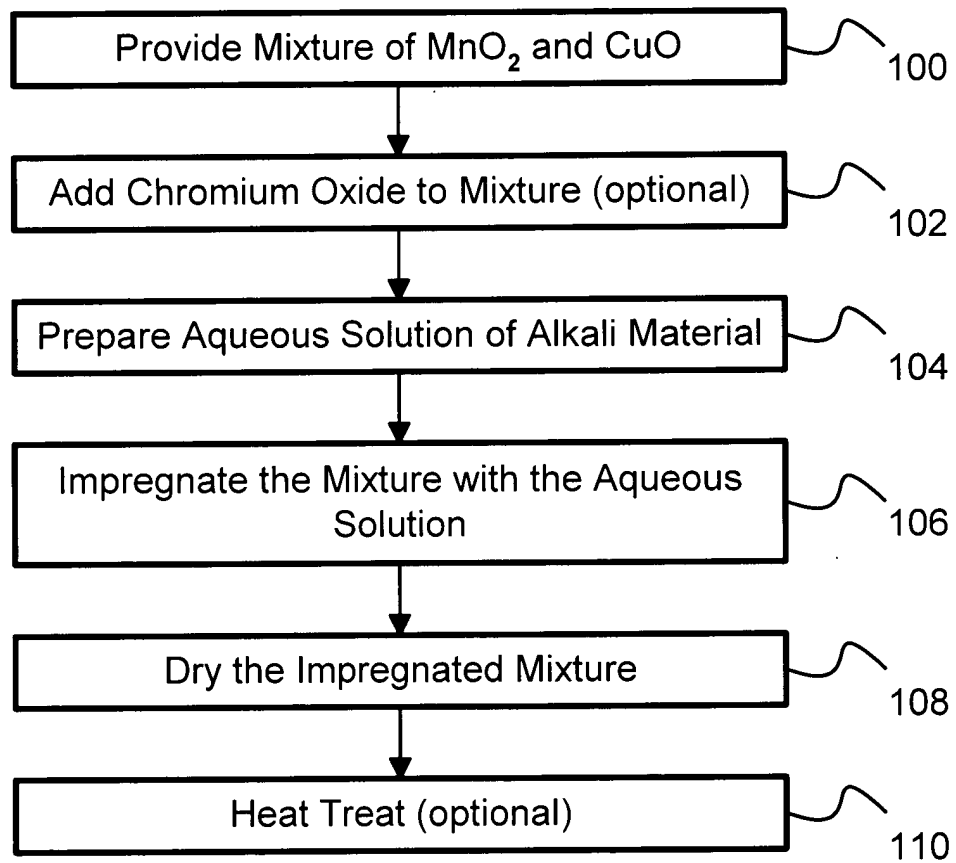 Provide Mixture of MnO₂ and CuO
100
Add Chromium Oxide to Mixture (optional)
102
Prepare Aqueous Solution of Alkali Material
104
Impregnate the Mixture with the Aqueous
Solution
106
Dry the Impregnated Mixture
108
Heat Treat (optional)
110